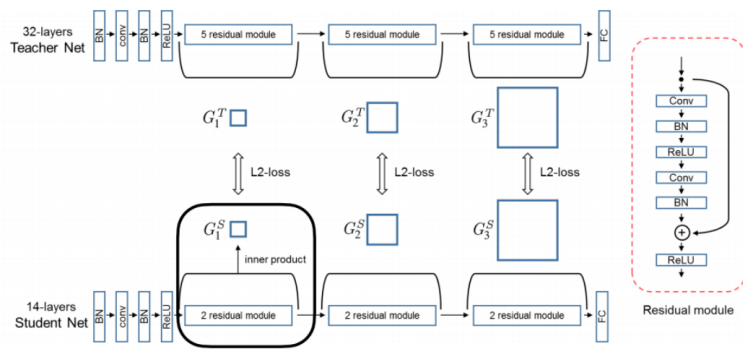 32-layers
Teacher Net
BN
conv
BN
ReLU
5 residual module
5 residual module
5 residual module
FC
G_1^T
G_2^T
G_3^T
L2-loss
L2-loss
L2-loss
G_1^S
G_2^S
G_3^S
inner product
14-layers
Student Net
BN
conv
BN
ReLU
2 residual module
2 residual module
2 residual module
FC
Conv
BN
ReLU
Conv
BN
+
ReLU
Residual module